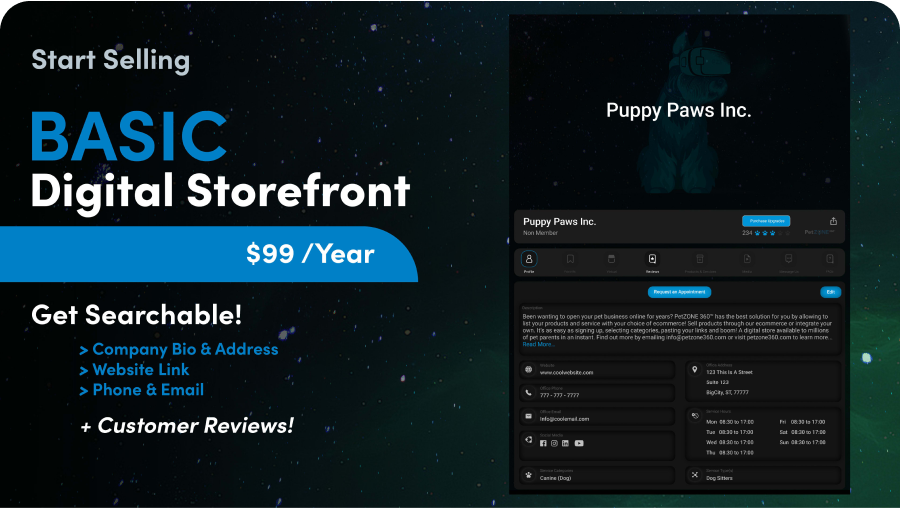 Start Selling
BASIC
Digital Storefront
$99 /Year
Get Searchable!
> Company Bio & Address
> Website Link
> Phone & Email
+ Customer Reviews!
Puppy Paws Inc.
Puppy Paws Inc.
Non Member
Purchase Upgrades
234
Profile
Reviews
Request an Appointment
Edit
Been wanting to open your pet business online for years? PetZONE 360™ has the best solution for you by allowing to
list your products and service with your choice of ecommerce! Sell products through our ecommerce or integrate your
own. It's as easy as signing up, selecting categories, pasting your links and boom! A digital store available to millions
of pet parents in an instant. Find out more by emailing info@petzone360.com or visit petzone360.com to learn more..
Read More...
Website
www.coolwebsite.com
Office Phone
777 - 777 - 7777
Office Email
Info@coolemail.com
Social Media
Service Categories
Canine (Dog)
Office Address
123 This Is A Street
Suite 123
BigCity, ST, 77777
Service Hours
Mon 08:30 to 17:00
Tue 08:30 to 17:00
Wed 08:30 to 17:00
Thu 08:30 to 17:00
Fri 08:30 to 17:00
Sat 08:30 to 17:00
Sun 08:30 to 17:00
Dog Sitters